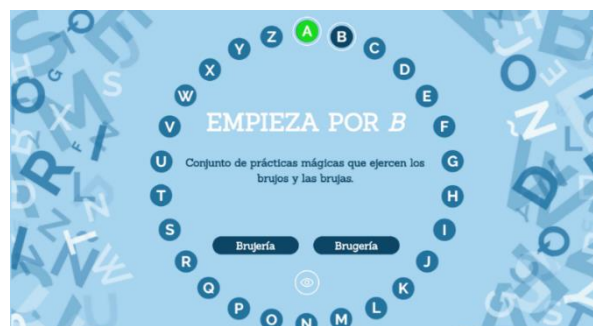 A
B
C
D
E
F
G
H
I
J
K
L
M
N
O
P
Q
R
S
T
U
V
W
X
Y
Z
EMPIEZA POR B
Conjunto de prácticas mágicas que ejercen los
brujos y las brujas.
Brujería Brugería